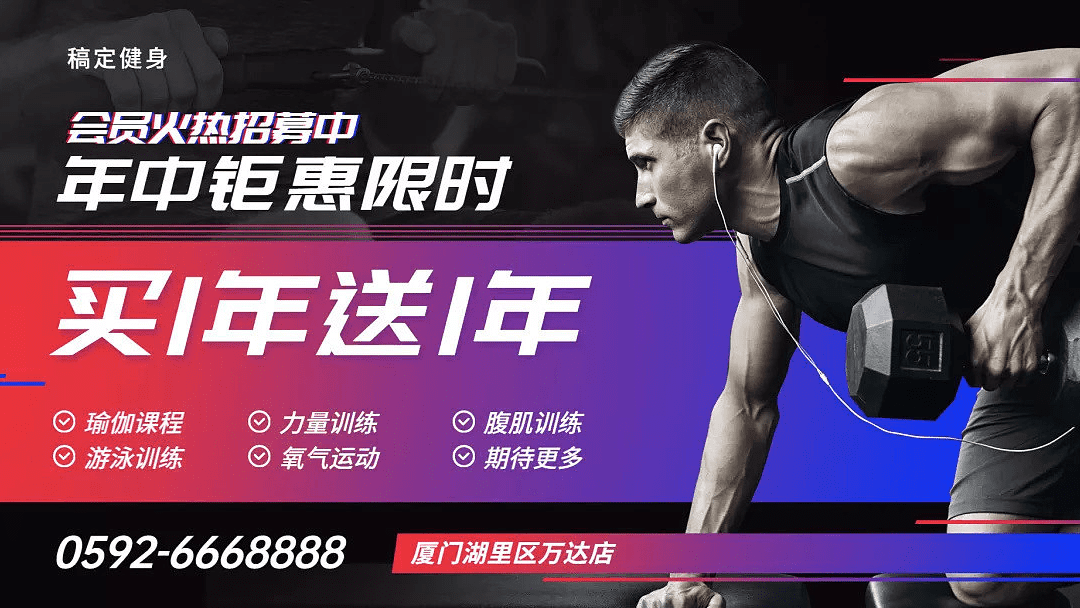 稿定健身
会员火热招募中
年中钜惠限时
买1年送1年
瑜伽课程 力量训练 腹肌训练
游泳训练 氧气运动 期待更多
0592-6668888 厦门湖里区万达店
55